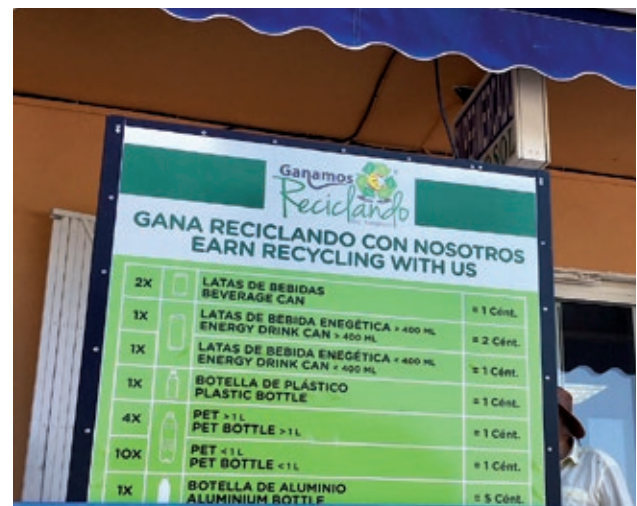 Ganamos
Reciclando
GANA RECICLANDO CON NOSOTROS
EARN RECYCLING WITH US
2X LATAS DE BEBIDAS = 1 Cént.
BEVERAGE CAN
1X LATAS DE BEBIDA ENEGÉTICA > 400 ML = 2 Cént.
ENERGY DRINK CAN > 400 ML
1X LATAS DE BEBIDA ENEGÉTICA < 400 ML = 1 Cént.
ENERGY DRINK CAN < 400 ML
1X BOTELLA DE PLÁSTICO = 1 Cént.
PLASTIC BOTTLE
4X PET > 1 L = 1 Cént.
PET BOTTLE > 1 L
10X PET < 1 L = 1 Cént.
PET BOTTLE < 1 L
1X BOTELLA DE ALUMINIO = 5 Cént.
ALUMINIUM BOTTLE